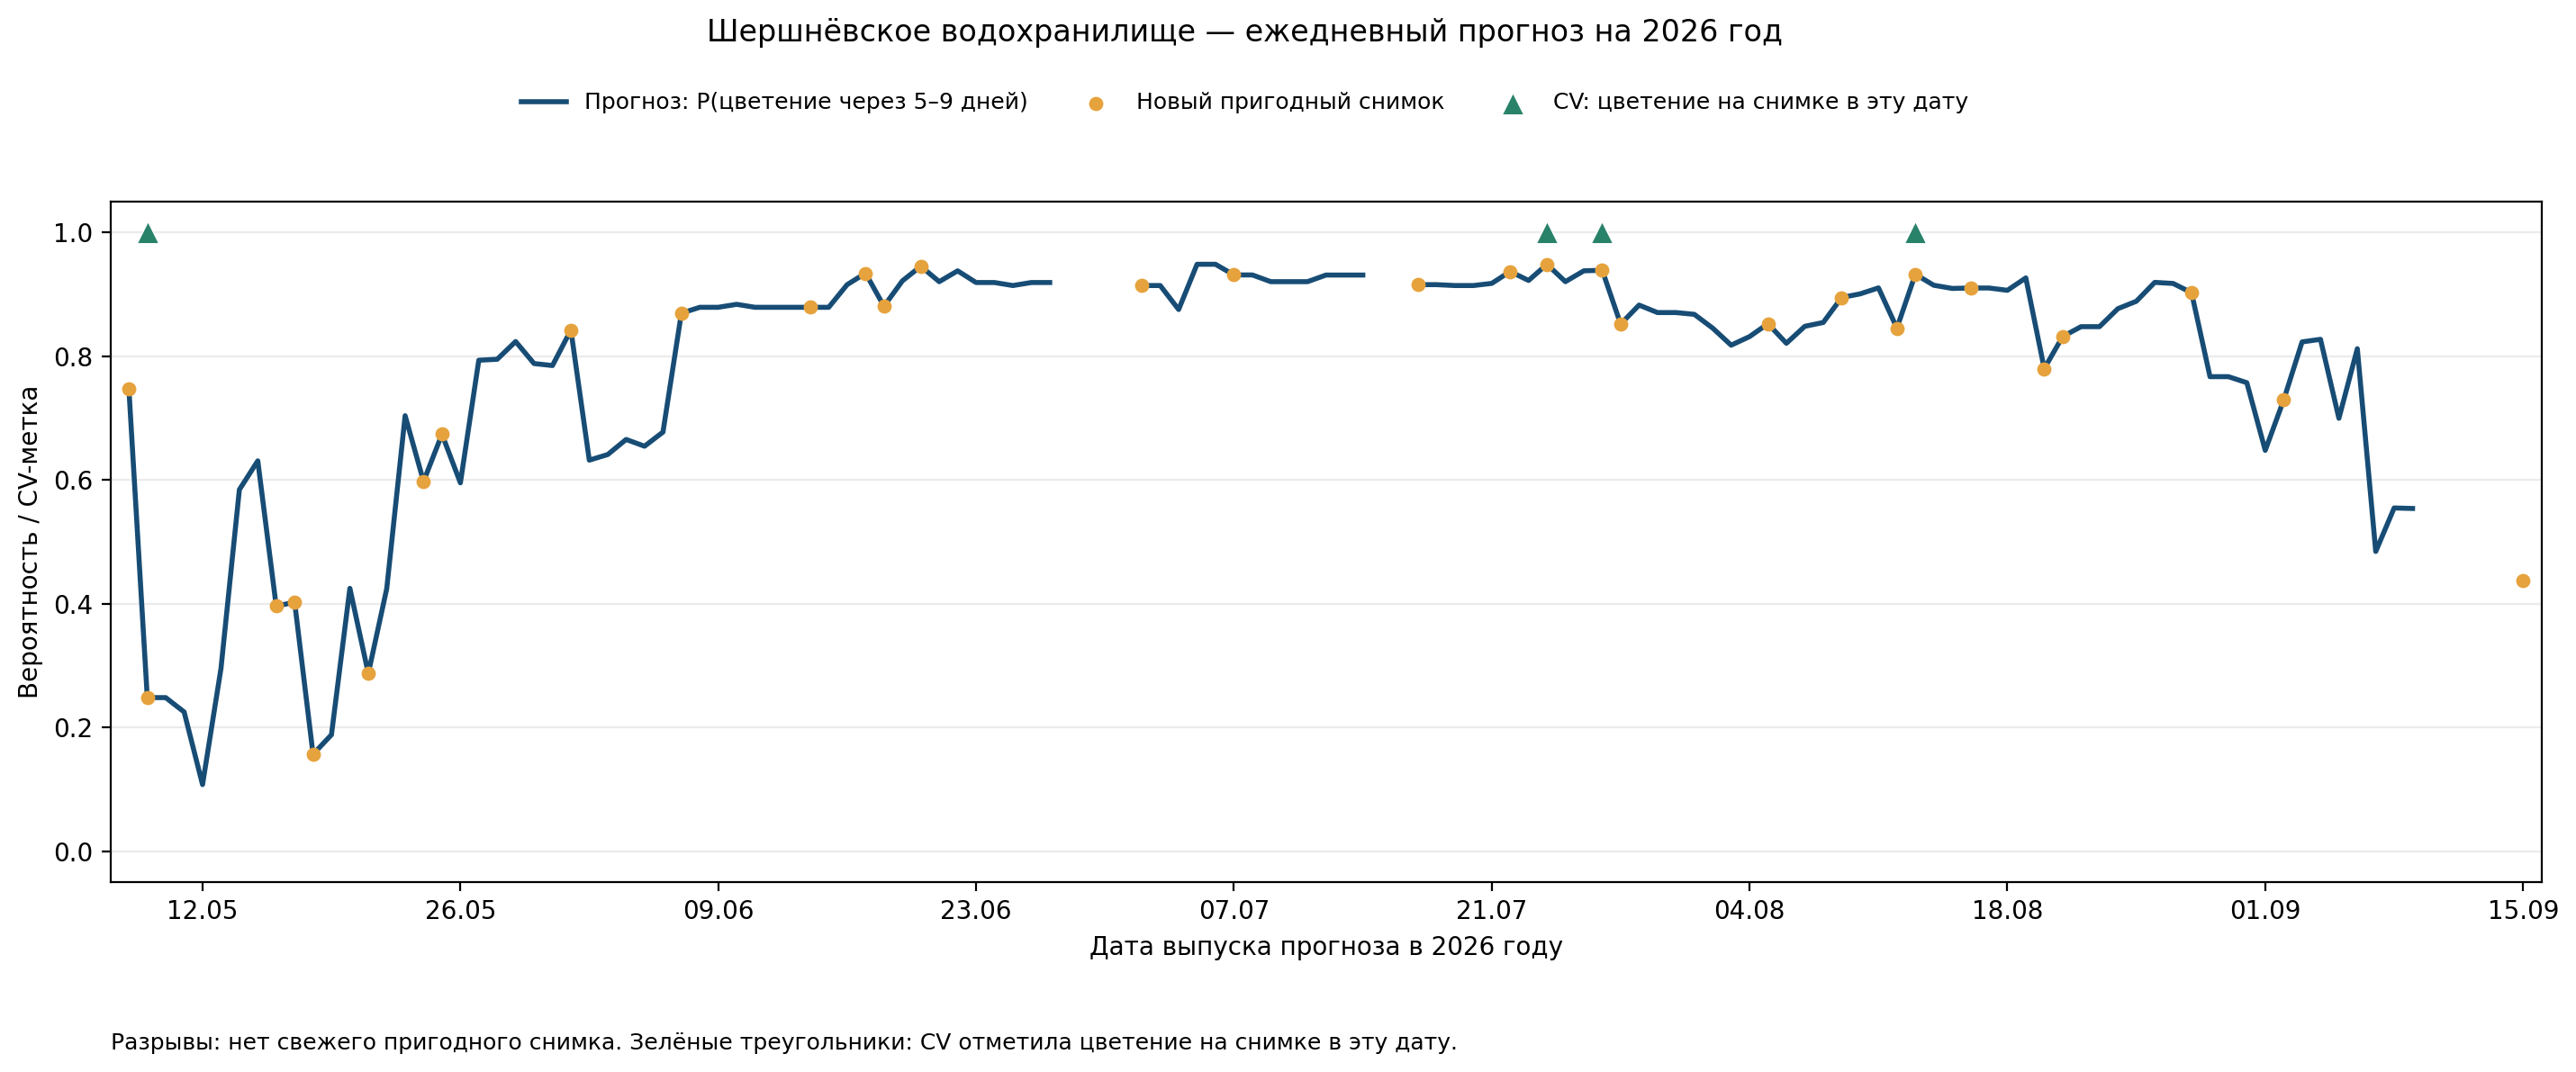 Шершнёвское водохранилище — ежедневный прогноз на 2026 год
Прогноз: P(цветение через 5–9 дней)
Новый пригодный снимок
CV: цветение на снимке в эту дату
Вероятность / CV-метка
1.0
0.8
0.6
0.4
0.2
0.0
12.05
26.05
09.06
23.06
07.07
21.07
04.08
18.08
01.09
15.09
Дата выпуска прогноза в 2026 году
Разрывы: нет свежего пригодного снимка. Зелёные треугольники: CV отметила цветение на снимке в эту дату.